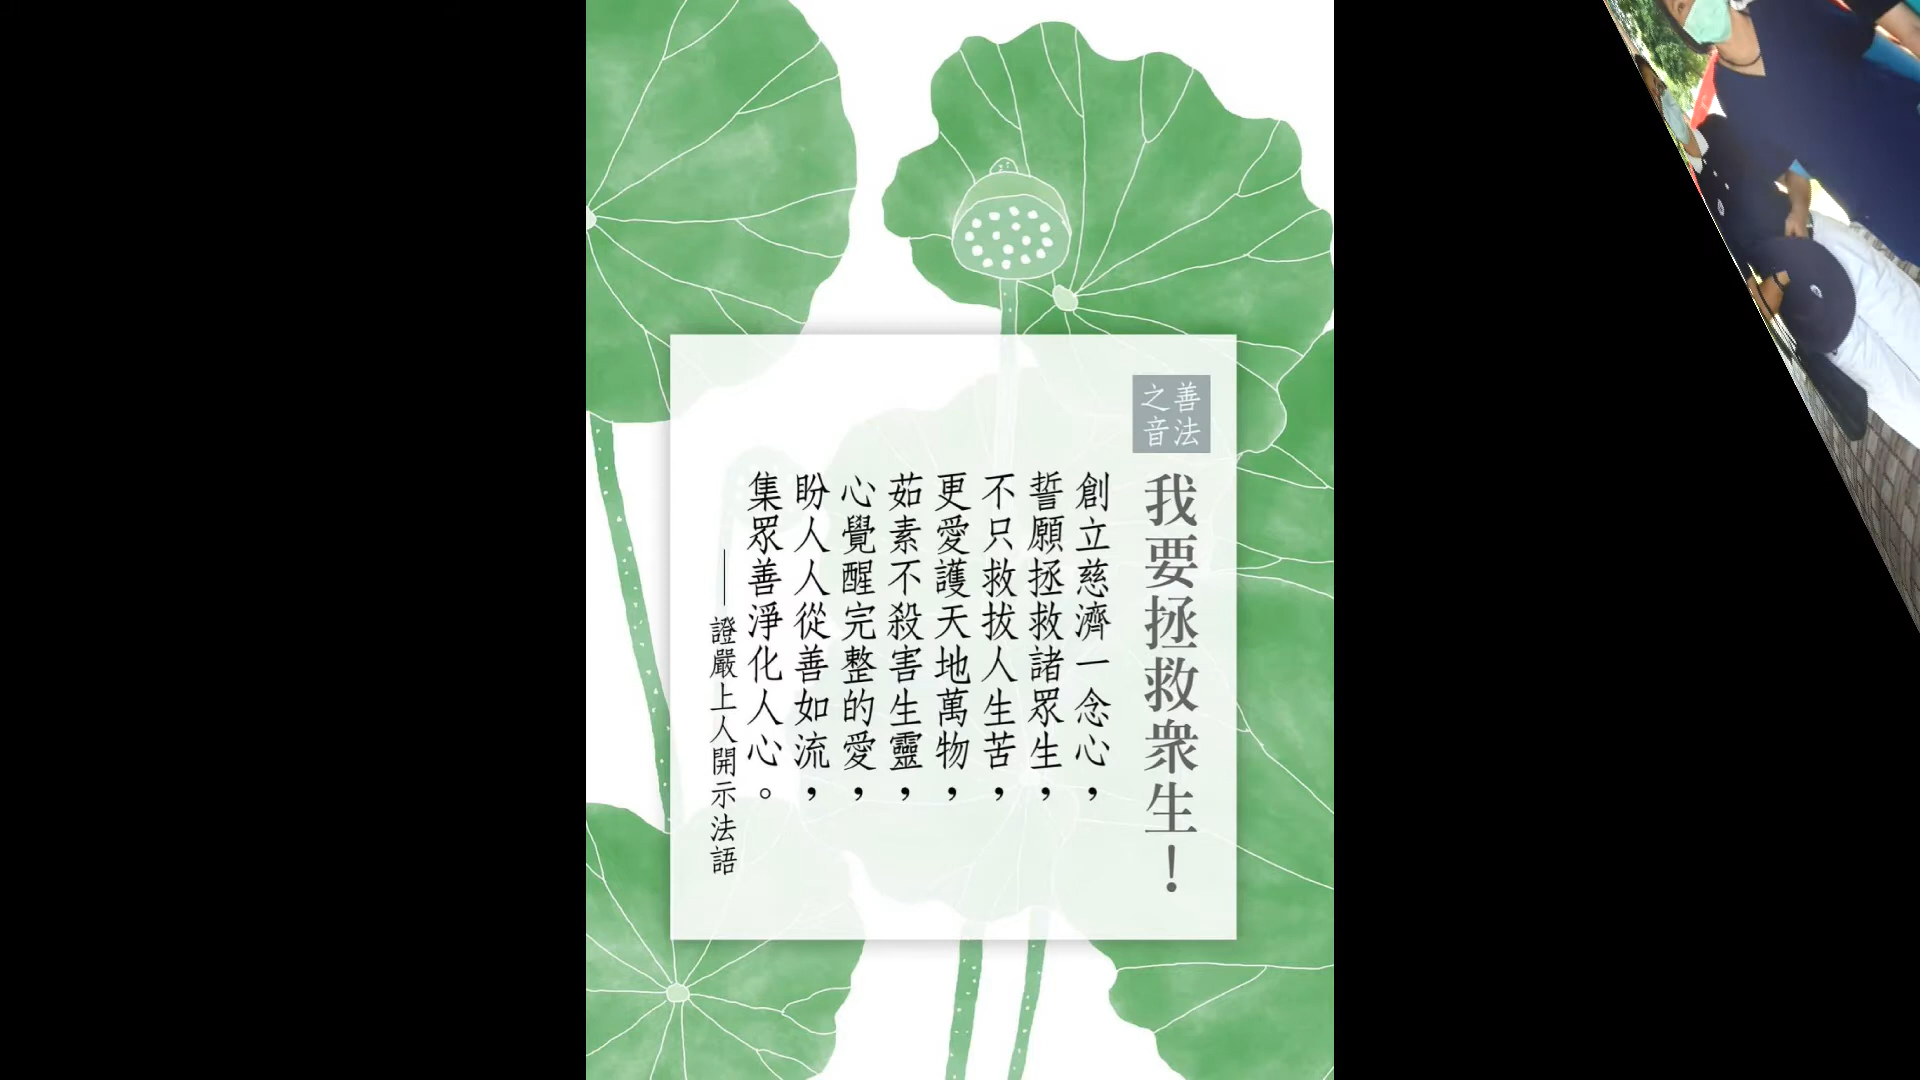 善法
之音
我要拯救衆生！
創立慈濟一念心，
誓願拯救諸眾生，
不只救拔人生苦，
更愛護天地萬物，
茹素不殺害生靈，
心覺醒完整的愛，
盼人人從善如流，
集眾善淨化人心。
——證嚴上人開示法語